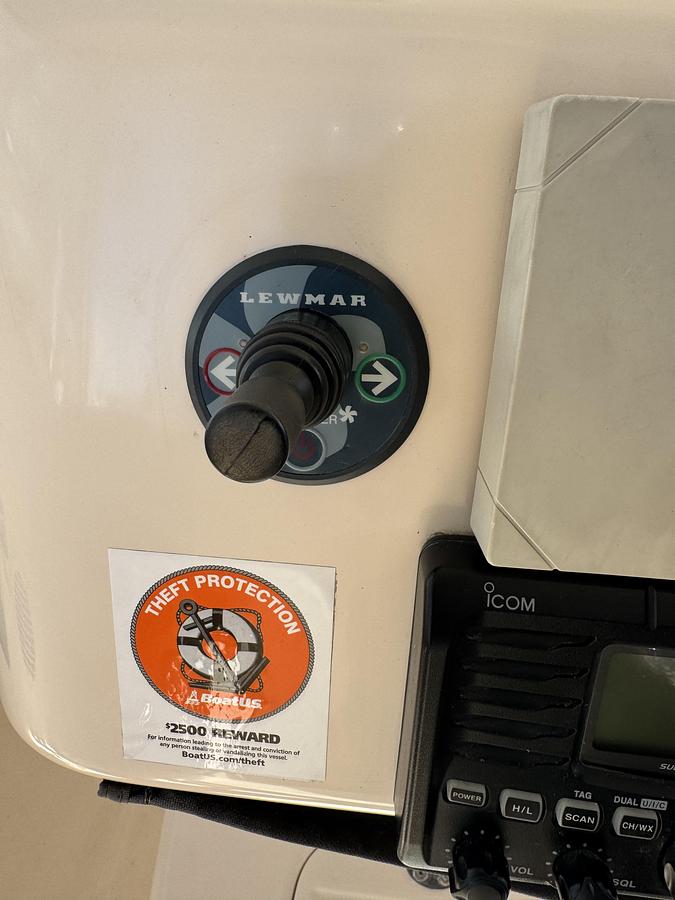 LEWMAR
THEFT PROTECTION
BoatUS
$2500 REWARD
For information leading to the arrest and conviction of
any person stealing or vandalizing this vessel.
BoatUS.com/theft
ICOM
POWER
H/L
TAG
SCAN
DUAL U/I/C
CH/WX
VOL
SQL